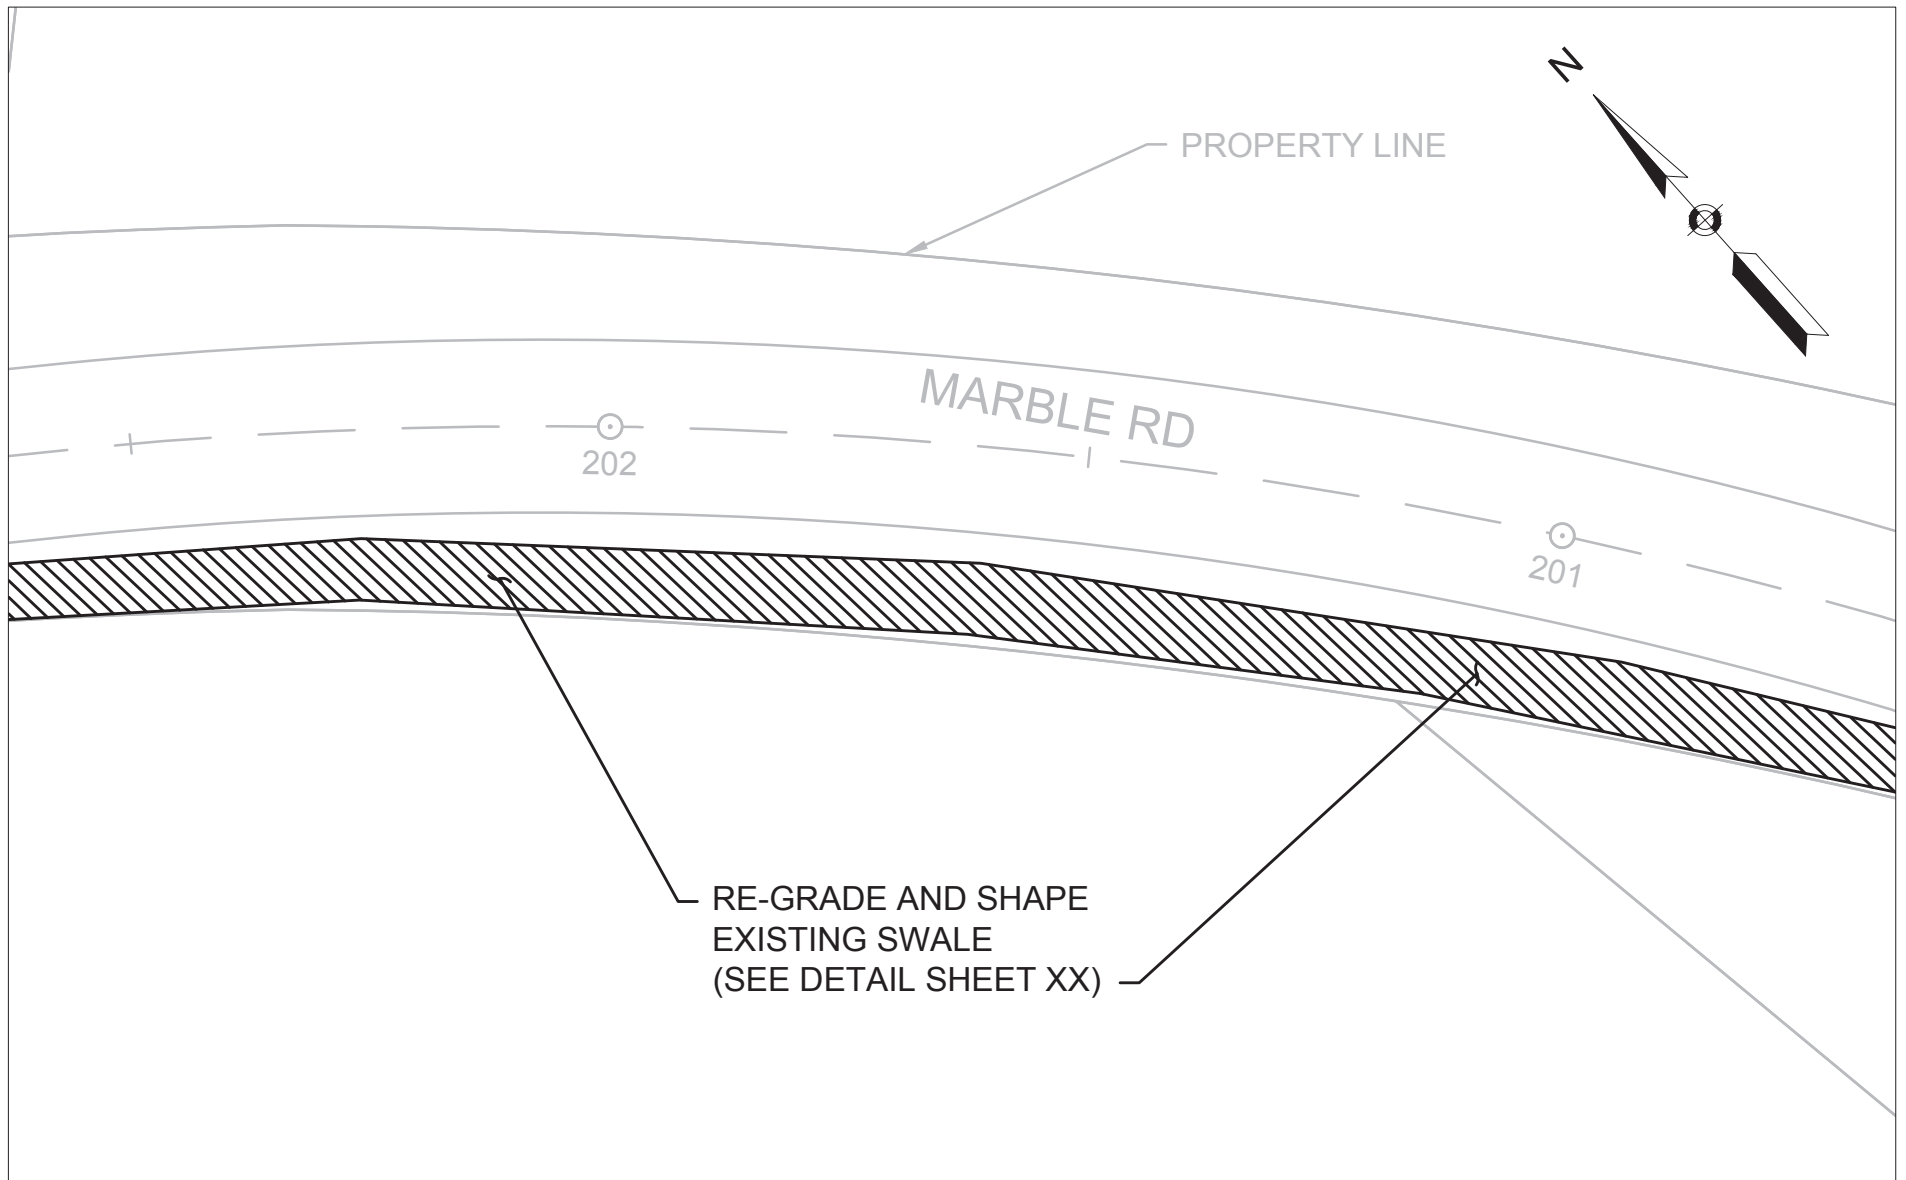 N
PROPERTY LINE
MARBLE RD
202
201
RE-GRADE AND SHAPE
EXISTING SWALE
(SEE DETAIL SHEET XX)